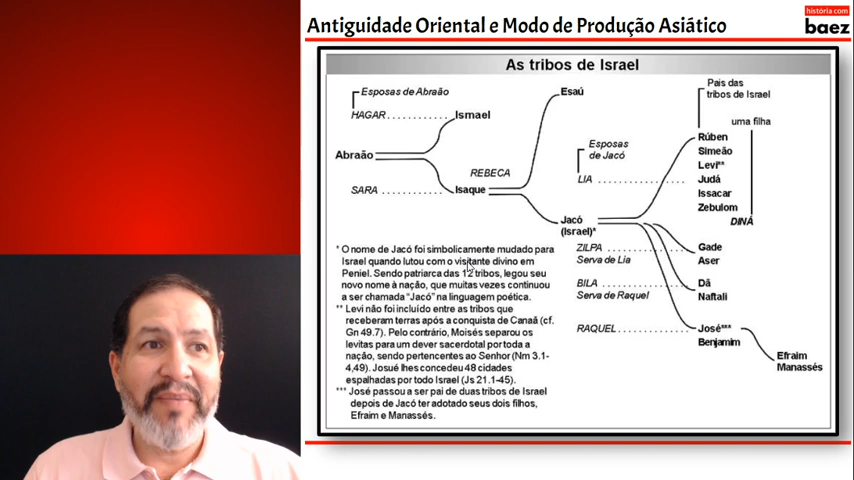 história com
baez
Antiguidade Oriental e Modo de Produção Asiático
As tribos de Israel
Esposas de Abraão
HAGAR
Ismael
Abraão
SARA
Isaque
REBECA
Esaú
Jacó
(Israel)*
Esposas
de Jacó
LIA
ZILPA
Serva de Lia
BILA
Serva de Raquel
RAQUEL
Pais das
tribos de Israel
uma filha
Rúben
Simeão
Levi**
Judá
Issacar
Zebulom
DINÁ
Gade
Aser
Dã
Naftali
José***
Benjamim
Efraim
Manassés
* O nome de Jacó foi simbolicamente mudado para
Israel quando lutou com o visitante divino em
Peniel. Sendo patriarca das 12 tribos, legou seu
novo nome à nação, que muitas vezes continuou
a ser chamada “Jacó” na linguagem poética.
** Levi não foi incluído entre as tribos que
receberam terras após a conquista de Canaã (cf.
Gn 49.7). Pelo contrário, Moisés separou os
levitas para um dever sacerdotal por toda a
nação, sendo pertencentes ao Senhor (Nm 3.1-
4,49). Josué lhes concedeu 48 cidades
espalhadas por todo Israel (Js 21.1-45).
*** José passou a ser pai de duas tribos de Israel
depois de Jacó ter adotado seus dois filhos,
Efraim e Manassés.